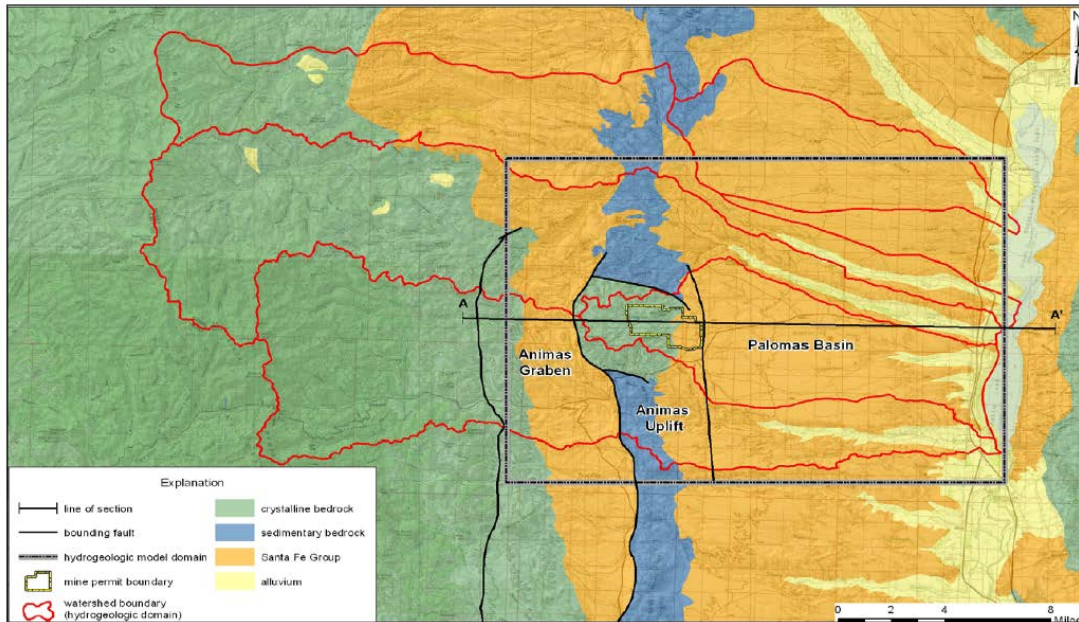 N
A
A'
Animas
Graben
Palomas Basin
Animas
Uplift
Explanation
line of section
bounding fault
hydrogeologic model domain
mine permit boundary
watershed boundary
(hydrogeologic domain)
crystalline bedrock
sedimentary bedrock
Santa Fe Group
alluvium
0 2 4 8
Miles